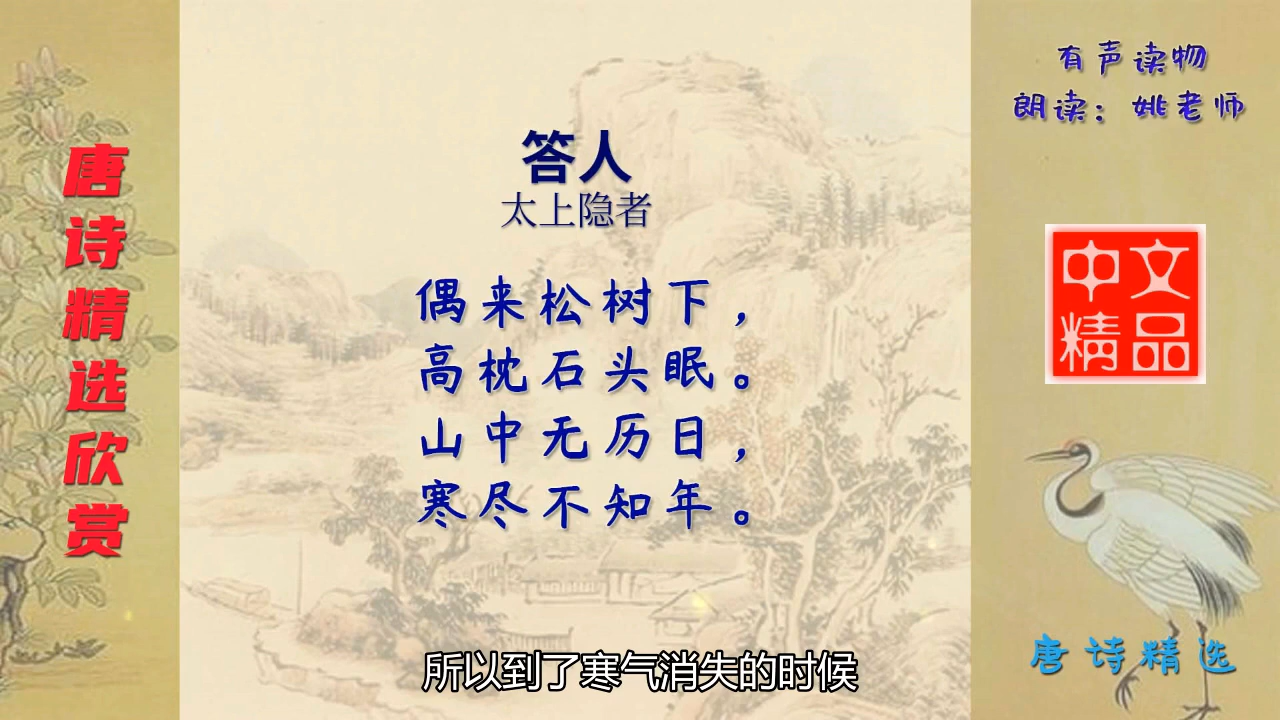 唐诗精选欣赏
答人
太上隐者
偶来松树下，
高枕石头眠。
山中无历日，
寒尽不知年。
有声读物
朗读：姚老师
中文
精品
唐诗精选
所以到了寒气消失的时候